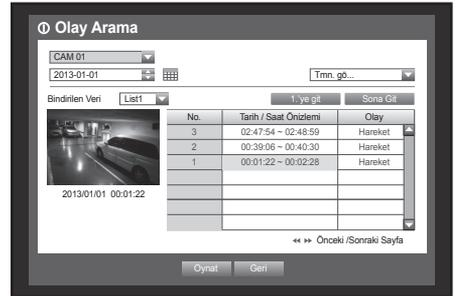 Olay Arama
CAM 01
2013-01-01
Tmn. gö...
Bindirilen Veri List1 1.'ye git Sona Git
No. Tarih / Saat Önizlemi Olay
3 02:47:54 ~ 02:48:59 Hareket
2 00:39:06 ~ 00:40:30 Hareket
1 00:01:22 ~ 00:02:28 Hareket
2013/01/01 00:01:22
Önceki /Sonraki Sayfa
Oynat Geri